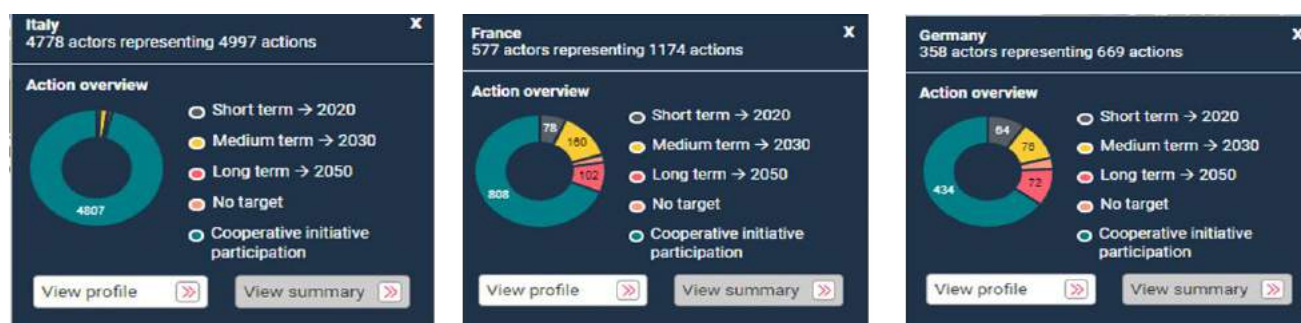 Italy
X
4778 actors representing 4997 actions
Action overview
Short term → 2020
Medium term → 2030
Long term → 2050
No target
Cooperative initiative
participation
4807
View profile
View summary
France
X
577 actors representing 1174 actions
Action overview
78
160
102
808
Short term → 2020
Medium term → 2030
Long term → 2050
No target
Cooperative initiative
participation
View profile
View summary
Germany
X
358 actors representing 669 actions
Action overview
64
76
72
434
Short term → 2020
Medium term → 2030
Long term → 2050
No target
Cooperative initiative
participation
View profile
View summary